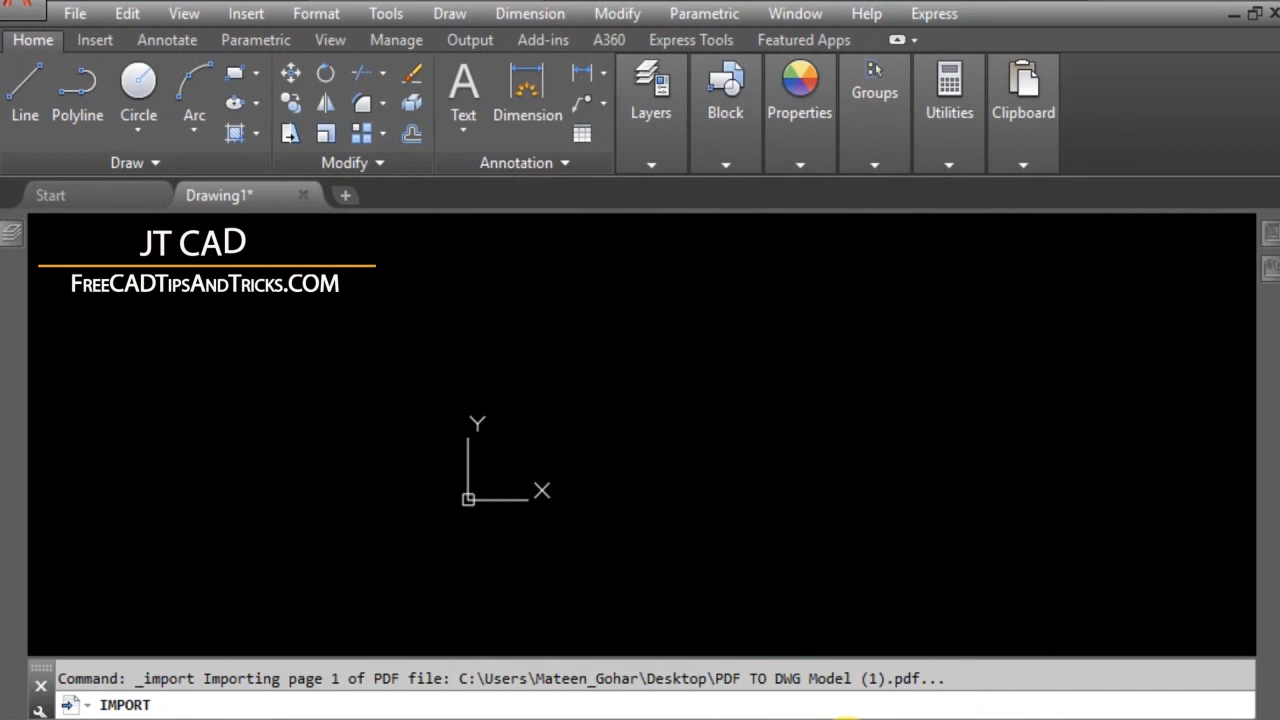 File Edit View Insert Format Tools Draw Dimension Modify Parametric Window Help Express
Home Insert Annotate Parametric View Manage Output Add-ins A360 Express Tools Featured Apps
Line Polyline Circle Arc Text Dimension Layers Block Properties Groups Utilities Clipboard
Draw Modify Annotation
Start Drawing1*
JT CAD
FreeCADTipsAndTricks.COM
Y
X
Command: _import Importing page 1 of PDF file: C:\Users\Mateen_Gohar\Desktop\PDF TO DWG Model (1).pdf...
IMPORT